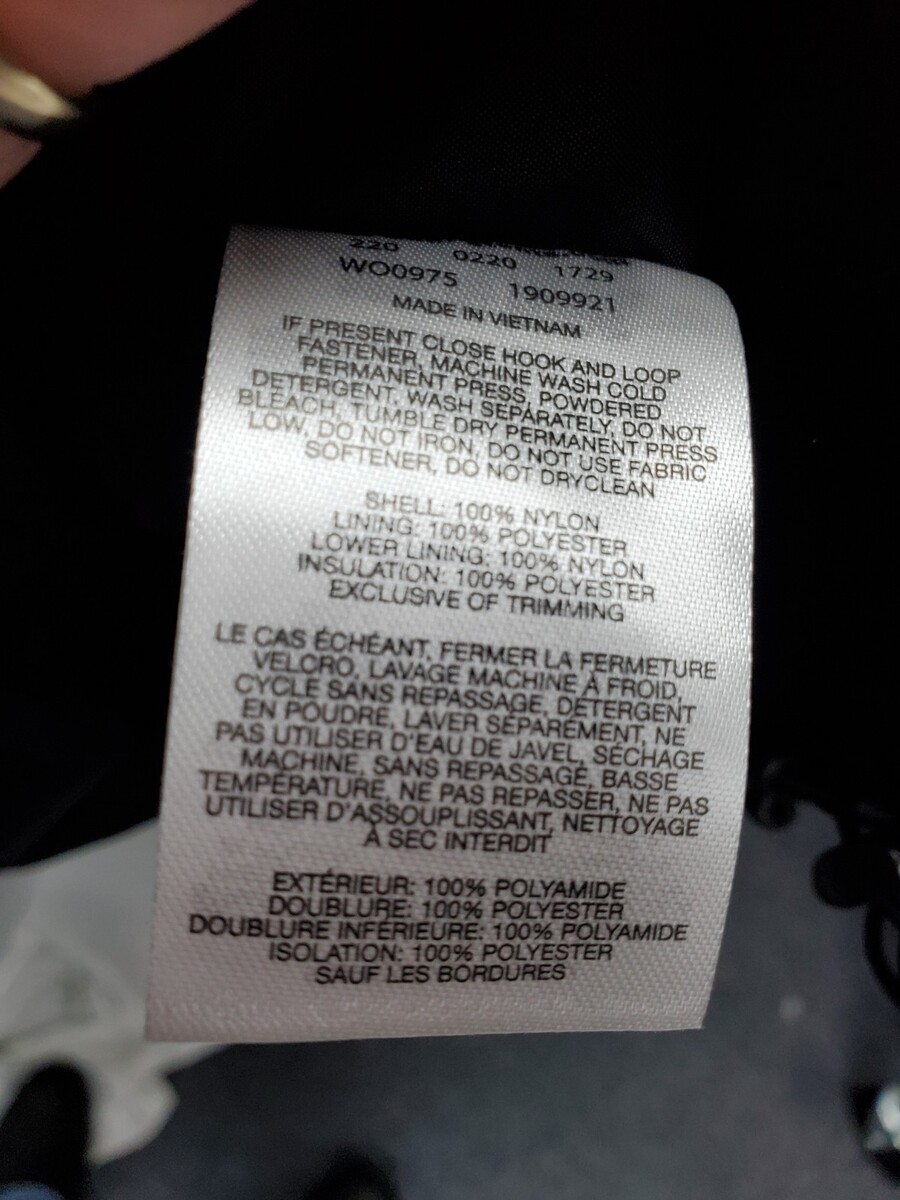 220 0220 1729
WO0975 1909921
MADE IN VIETNAM
IF PRESENT CLOSE HOOK AND LOOP
FASTENER, MACHINE WASH COLD
PERMANENT PRESS, POWDERED
DETERGENT, WASH SEPARATELY, DO NOT
BLEACH, TUMBLE DRY PERMANENT PRESS
LOW, DO NOT IRON, DO NOT USE FABRIC
SOFTENER, DO NOT DRYCLEAN
SHELL: 100% NYLON
LINING: 100% POLYESTER
LOWER LINING: 100% NYLON
INSULATION: 100% POLYESTER
EXCLUSIVE OF TRIMMING
LE CAS ÉCHÉANT, FERMER LA FERMETURE
VELCRO, LAVAGE MACHINE À FROID,
CYCLE SANS REPASSAGE, DÉTERGENT
EN POUDRE, LAVER SÉPARÉMENT, NE
PAS UTILISER D'EAU DE JAVEL, SÉCHAGE
MACHINE, SANS REPASSAGE, BASSE
TEMPÉRATURE, NE PAS REPASSER, NE PAS
UTILISER D'ASSOUPLISSANT, NETTOYAGE
À SEC INTERDIT
EXTÉRIEUR: 100% POLYAMIDE
DOUBLURE: 100% POLYESTER
DOUBLURE INFÉRIEURE: 100% POLYAMIDE
ISOLATION: 100% POLYESTER
SAUF LES BORDURES